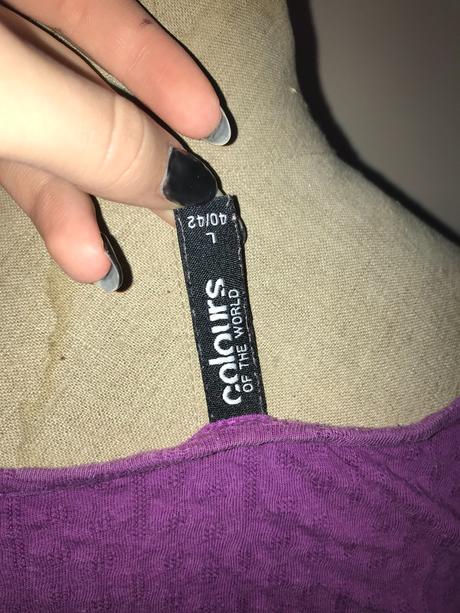 colours
OF THE WORLD
L
40/42